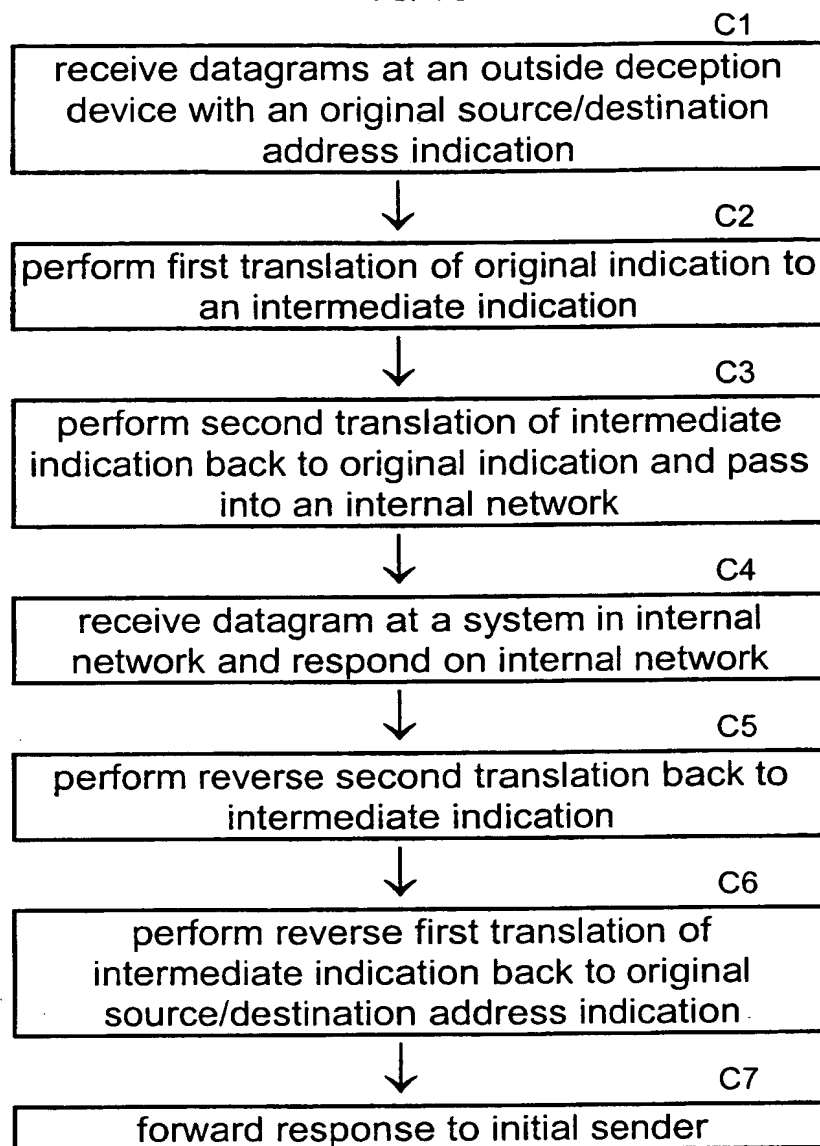 C1
receive datagrams at an outside deception
device with an original source/destination
address indication
C2
perform first translation of original indication to
an intermediate indication
C3
perform second translation of intermediate
indication back to original indication and pass
into an internal network
C4
receive datagram at a system in internal
network and respond on internal network
C5
perform reverse second translation back to
intermediate indication
C6
perform reverse first translation of
intermediate indication back to original
source/destination address indication
C7
forward response to initial sender